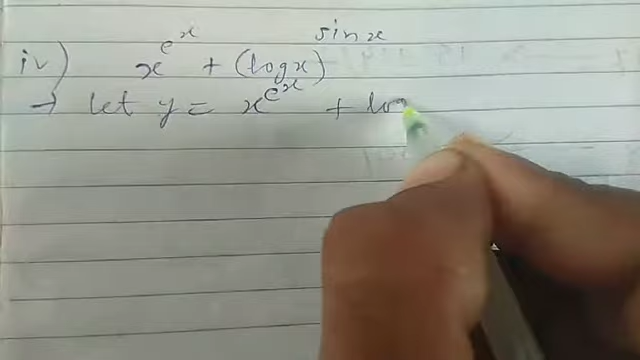 iv) x^{e^x} + (log x)^{sin x}
→ let y = x^{e^x} + lo